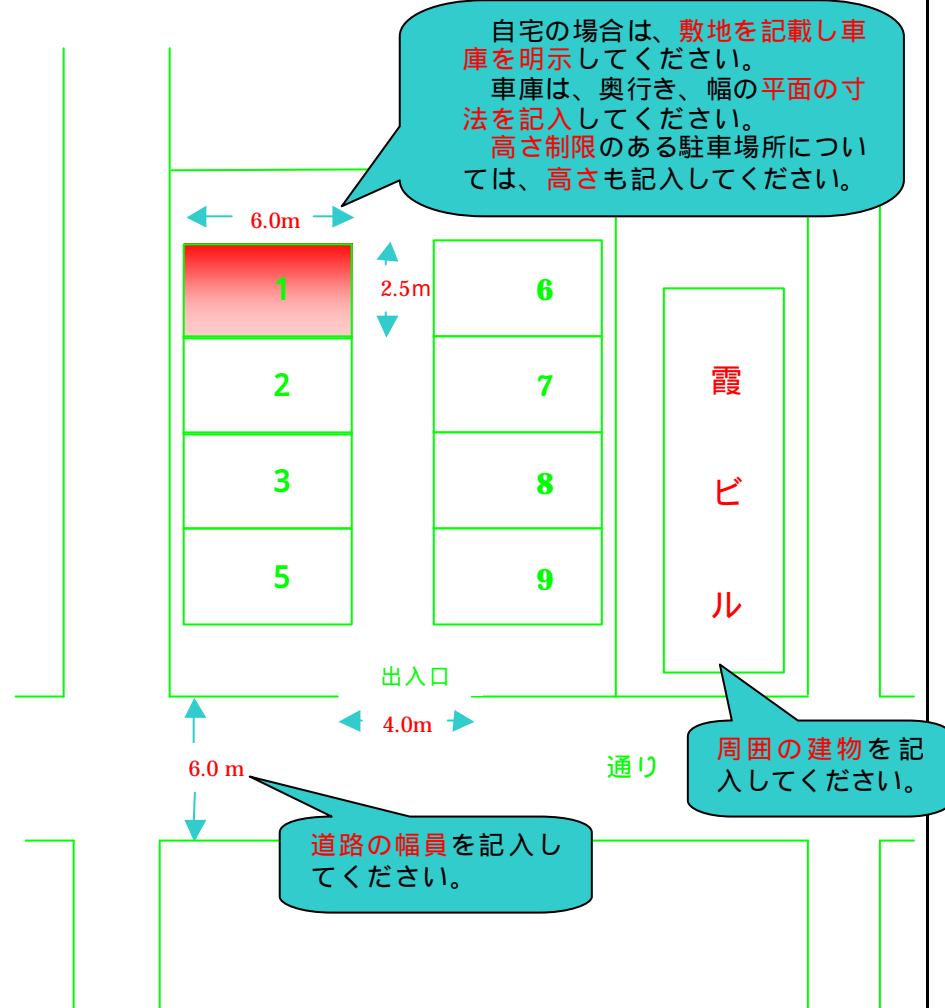 自宅の場合は、敷地を記載し車
庫を明示してください。
車庫は、奥行き、幅の平面の寸
法を記入してください。
高さ制限のある駐車場所につい
ては、高さも記入してください。
6.0m
2.5m
1
2
3
5
6
7
8
9
霞
ビ
ル
出入口
4.0m
6.0 m
通り
周囲の建物を記
入してください。
道路の幅員を記入し
てください。